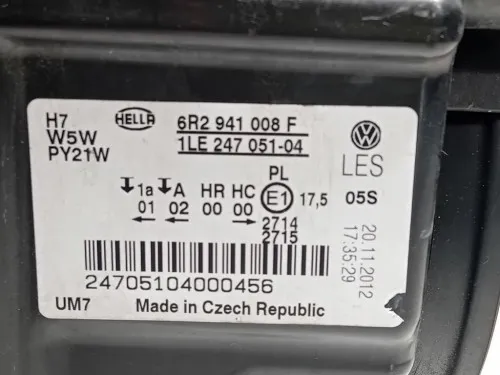 H7
W5W
PY21W
HELLA
6R2 941 008 F
1LE 247 051-04
LES
PL
1a A HR HC E1 17,5 05S
01 02 00 00
2714
2715
20.11.2012
17:35:29
24705104000456
UM7 Made in Czech Republic